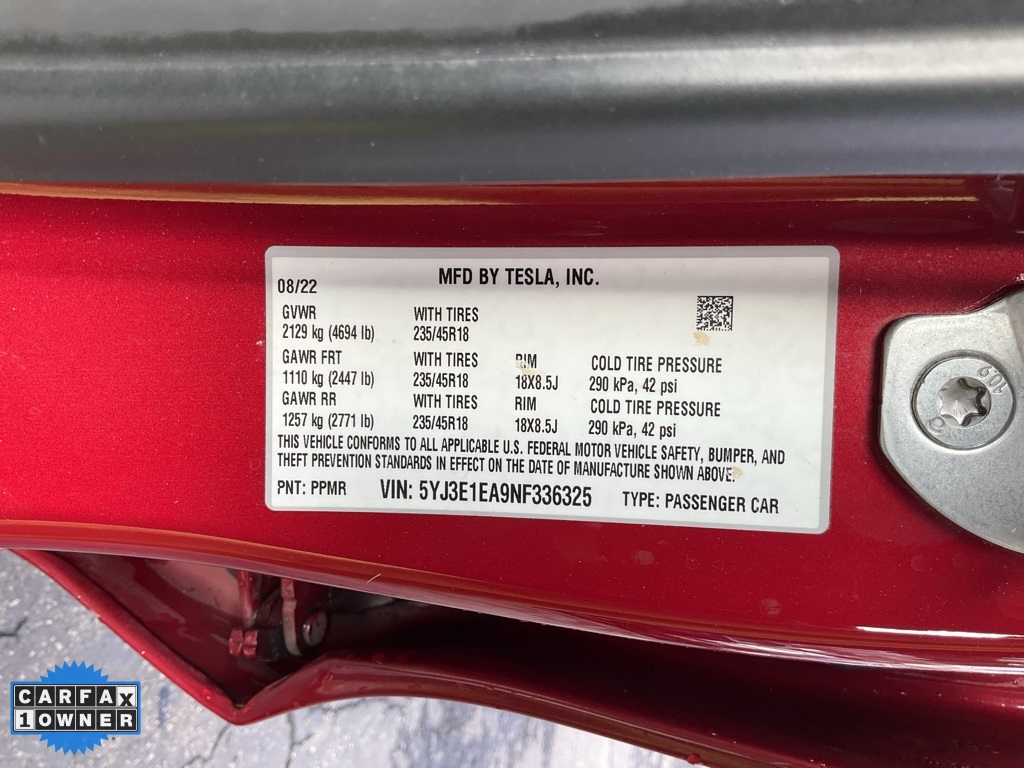 MFD BY TESLA, INC.
08/22
GVWR WITH TIRES
2129 kg (4694 lb) 235/45R18
GAWR FRT WITH TIRES RIM COLD TIRE PRESSURE
1110 kg (2447 lb) 235/45R18 18X8.5J 290 kPa, 42 psi
GAWR RR WITH TIRES RIM COLD TIRE PRESSURE
1257 kg (2771 lb) 235/45R18 18X8.5J 290 kPa, 42 psi
THIS VEHICLE CONFORMS TO ALL APPLICABLE U.S. FEDERAL MOTOR VEHICLE SAFETY, BUMPER, AND
THEFT PREVENTION STANDARDS IN EFFECT ON THE DATE OF MANUFACTURE SHOWN ABOVE.
PNT: PPMR VIN: 5YJ3E1EA9NF336325 TYPE: PASSENGER CAR
CARFAX
1 OWNER